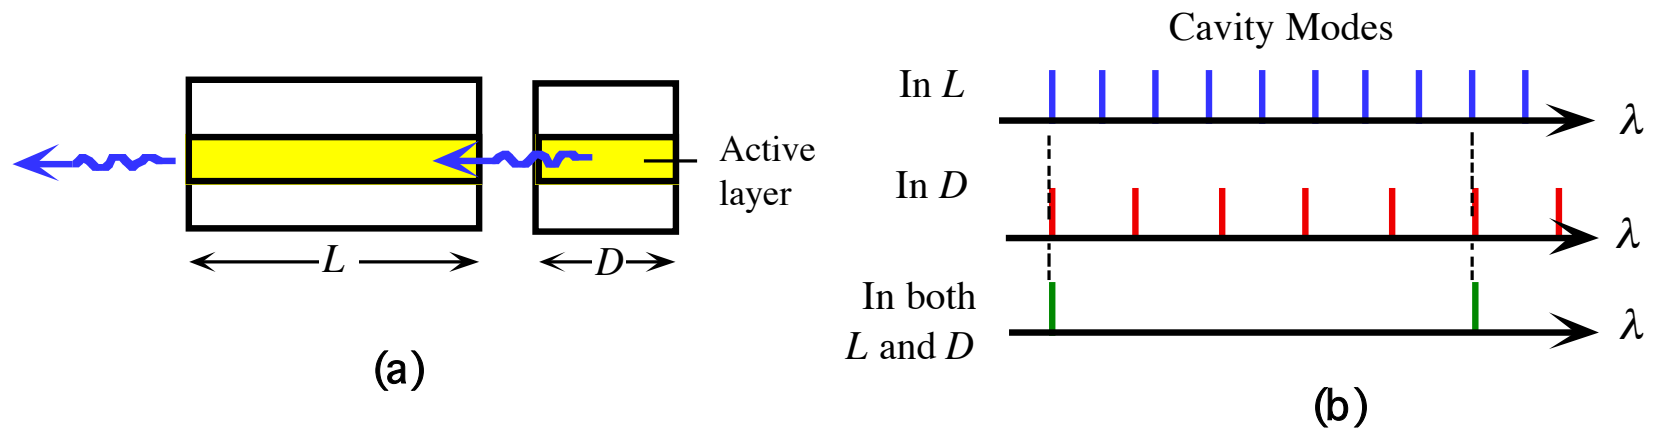 Active
layer
L
D
(a)
Cavity Modes
In L
λ
In D
λ
In both
L and D
λ
(b)